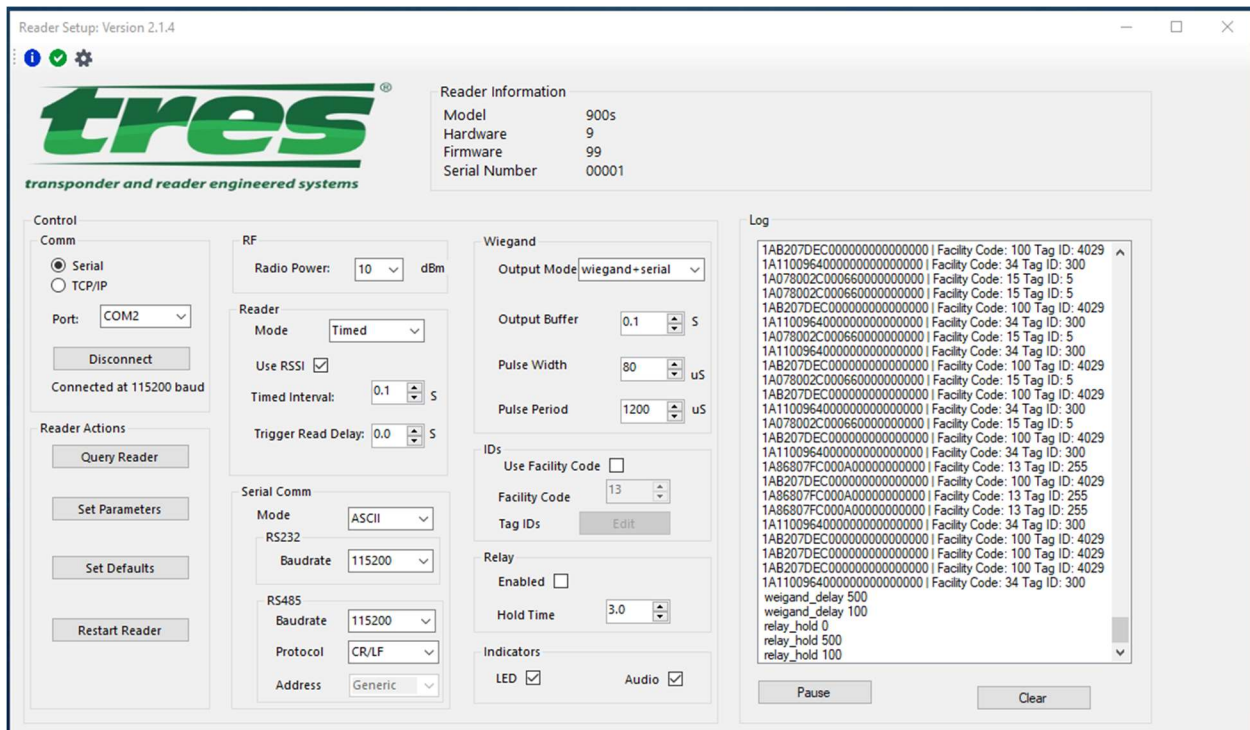 Reader Setup: Version 2.1.4
tres®
transponder and reader engineered systems
Reader Information
Model 900s
Hardware 9
Firmware 99
Serial Number 00001
Control
Comm
Serial
TCP/IP
Port: COM2
Disconnect
Connected at 115200 baud
Reader Actions
Query Reader
Set Parameters
Set Defaults
Restart Reader
RF
Radio Power: 10 dBm
Reader
Mode Timed
Use RSSI
Timed Interval: 0.1 S
Trigger Read Delay: 0.0 S
Serial Comm
Mode ASCII
RS232
Baudrate 115200
RS485
Baudrate 115200
Protocol CR/LF
Address Generic
Wiegand
Output Mode wiegand+serial
Output Buffer 0.1 S
Pulse Width 80 uS
Pulse Period 1200 uS
IDs
Use Facility Code
Facility Code 13
Tag IDs Edit
Relay
Enabled
Hold Time 3.0
Indicators
LED Audio
Log
1AB207DEC000000000000000 | Facility Code: 100 Tag ID: 4029
1A1100964000000000000000 | Facility Code: 34 Tag ID: 300
1A078002C000660000000000 | Facility Code: 15 Tag ID: 5
1A078002C000660000000000 | Facility Code: 15 Tag ID: 5
1AB207DEC000000000000000 | Facility Code: 100 Tag ID: 4029
1A1100964000000000000000 | Facility Code: 34 Tag ID: 300
1A078002C000660000000000 | Facility Code: 15 Tag ID: 5
1A1100964000000000000000 | Facility Code: 34 Tag ID: 300
1AB207DEC000000000000000 | Facility Code: 100 Tag ID: 4029
1A078002C000660000000000 | Facility Code: 15 Tag ID: 5
1AB207DEC000000000000000 | Facility Code: 100 Tag ID: 4029
1A1100964000000000000000 | Facility Code: 34 Tag ID: 300
1A078002C000660000000000 | Facility Code: 15 Tag ID: 5
1AB207DEC000000000000000 | Facility Code: 100 Tag ID: 4029
1A1100964000000000000000 | Facility Code: 34 Tag ID: 300
1A86807FC000A00000000000 | Facility Code: 13 Tag ID: 255
1AB207DEC000000000000000 | Facility Code: 100 Tag ID: 4029
1A86807FC000A00000000000 | Facility Code: 13 Tag ID: 255
1A86807FC000A00000000000 | Facility Code: 13 Tag ID: 255
1A1100964000000000000000 | Facility Code: 34 Tag ID: 300
1AB207DEC000000000000000 | Facility Code: 100 Tag ID: 4029
1AB207DEC000000000000000 | Facility Code: 100 Tag ID: 4029
1A1100964000000000000000 | Facility Code: 34 Tag ID: 300
weigand_delay 500
weigand_delay 100
relay_hold 0
relay_hold 500
relay_hold 100
Pause
Clear